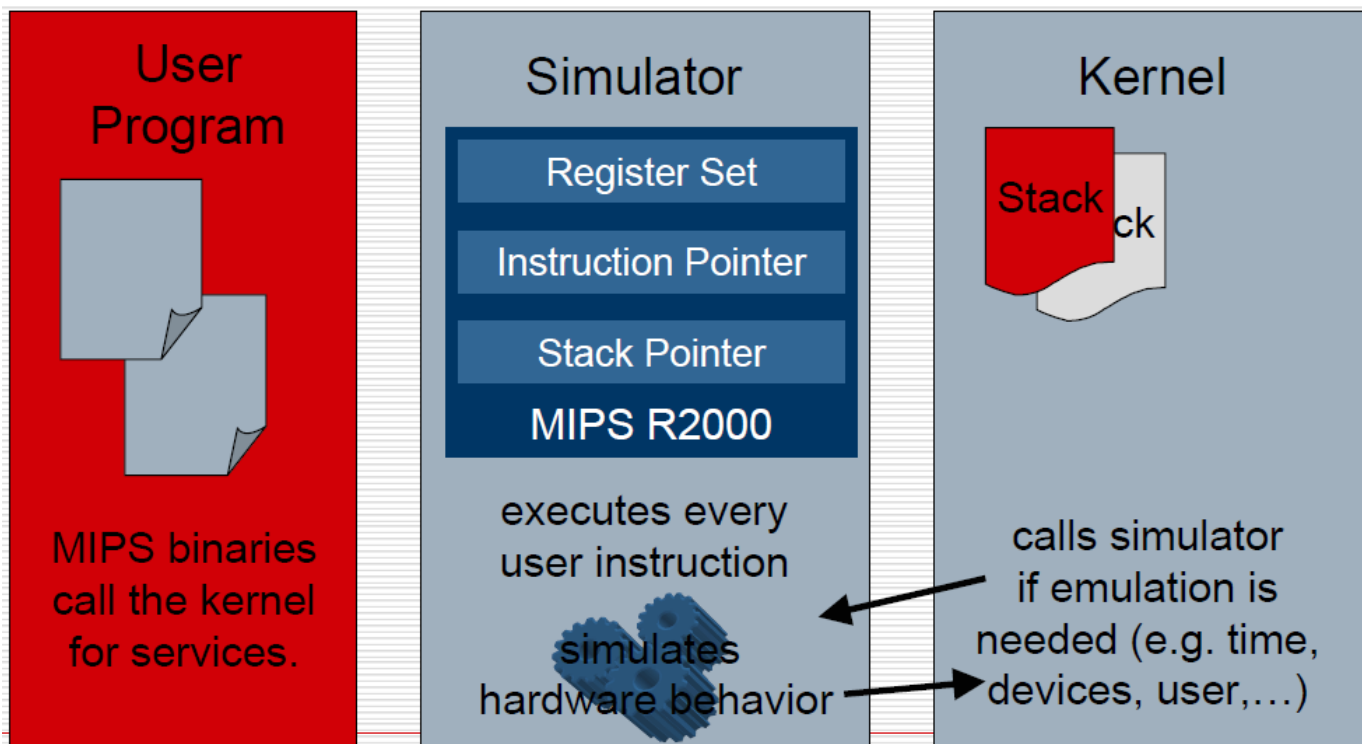 User
Program
MIPS binaries
call the kernel
for services.
Simulator
Register Set
Instruction Pointer
Stack Pointer
MIPS R2000
executes every
user instruction
simulates
hardware behavior
Kernel
Stack
ck
calls simulator
if emulation is
needed (e.g. time,
devices, user,…)